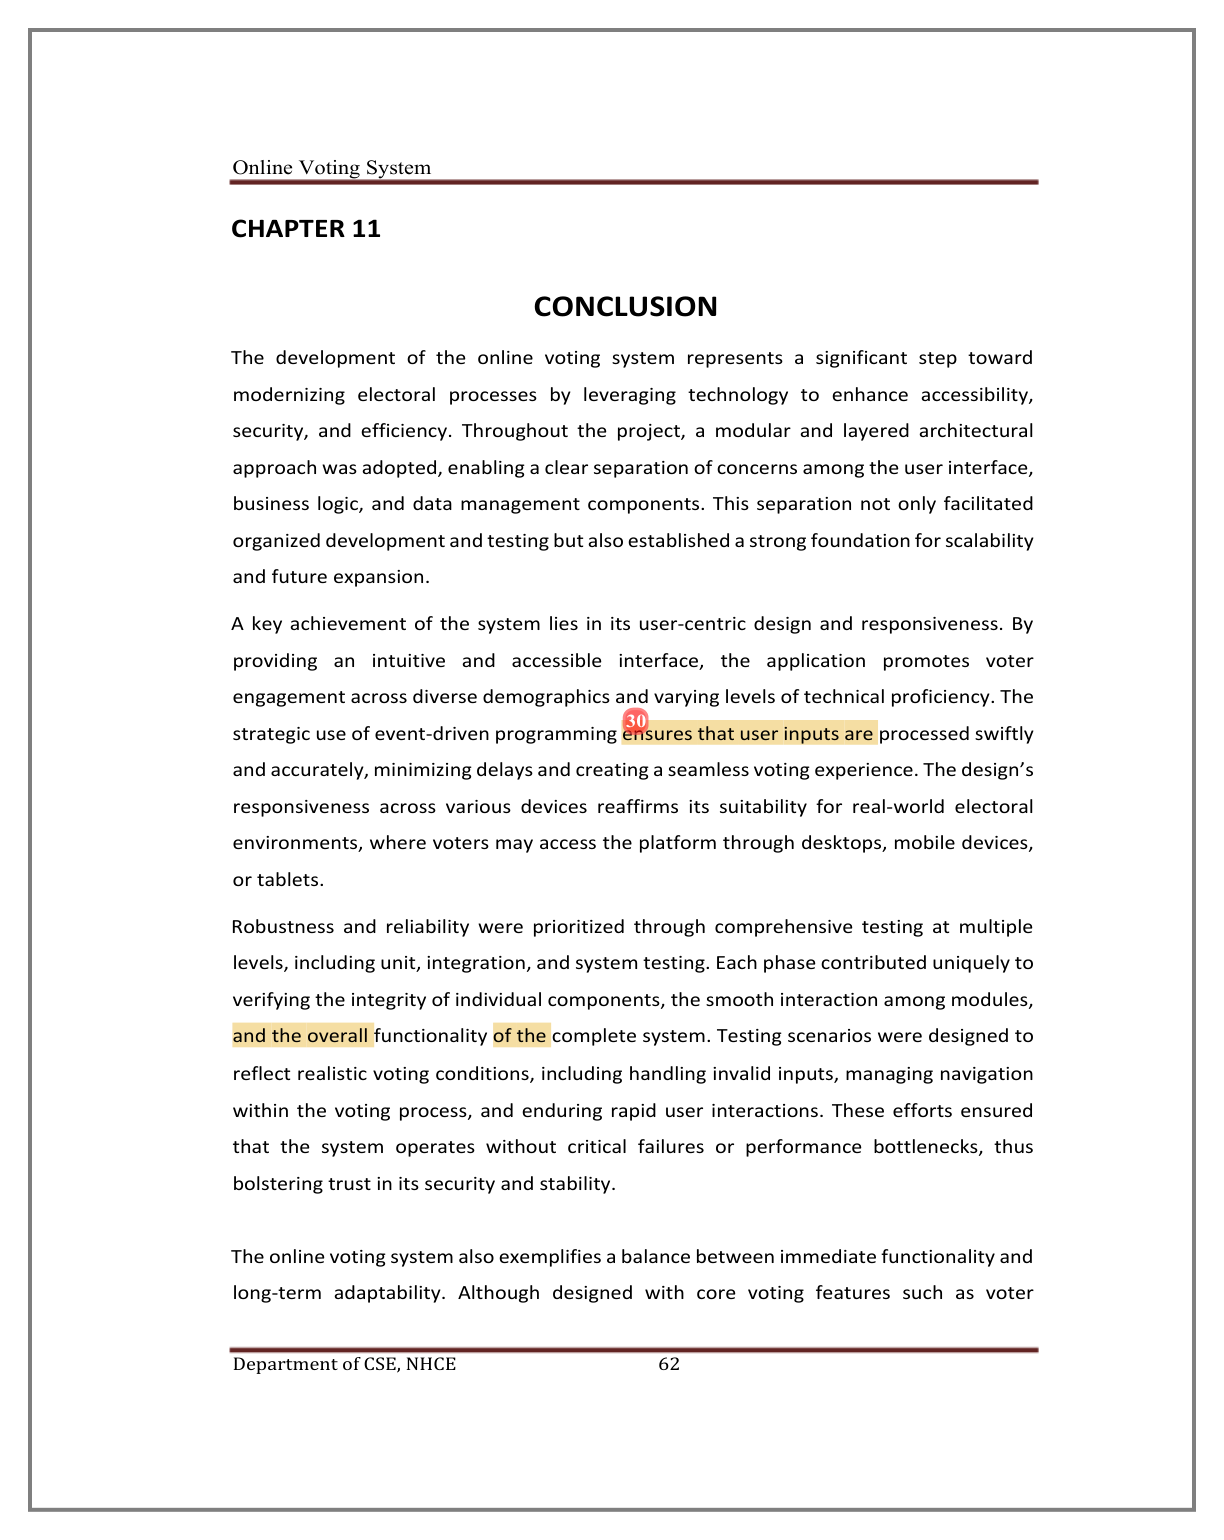 Online Voting System
CHAPTER 11
CONCLUSION
The development of the online voting system represents a significant step toward
modernizing electoral processes by leveraging technology to enhance accessibility,
security, and efficiency. Throughout the project, a modular and layered architectural
approach was adopted, enabling a clear separation of concerns among the user interface,
business logic, and data management components. This separation not only facilitated
organized development and testing but also established a strong foundation for scalability
and future expansion.
A key achievement of the system lies in its user-centric design and responsiveness. By
providing an intuitive and accessible interface, the application promotes voter
engagement across diverse demographics and varying levels of technical proficiency. The
30
strategic use of event-driven programming ensures that user inputs are processed swiftly
and accurately, minimizing delays and creating a seamless voting experience. The design’s
responsiveness across various devices reaffirms its suitability for real-world electoral
environments, where voters may access the platform through desktops, mobile devices,
or tablets.
Robustness and reliability were prioritized through comprehensive testing at multiple
levels, including unit, integration, and system testing. Each phase contributed uniquely to
verifying the integrity of individual components, the smooth interaction among modules,
and the overall functionality of the complete system. Testing scenarios were designed to
reflect realistic voting conditions, including handling invalid inputs, managing navigation
within the voting process, and enduring rapid user interactions. These efforts ensured
that the system operates without critical failures or performance bottlenecks, thus
bolstering trust in its security and stability.
The online voting system also exemplifies a balance between immediate functionality and
long-term adaptability. Although designed with core voting features such as voter
Department of CSE, NHCE 62